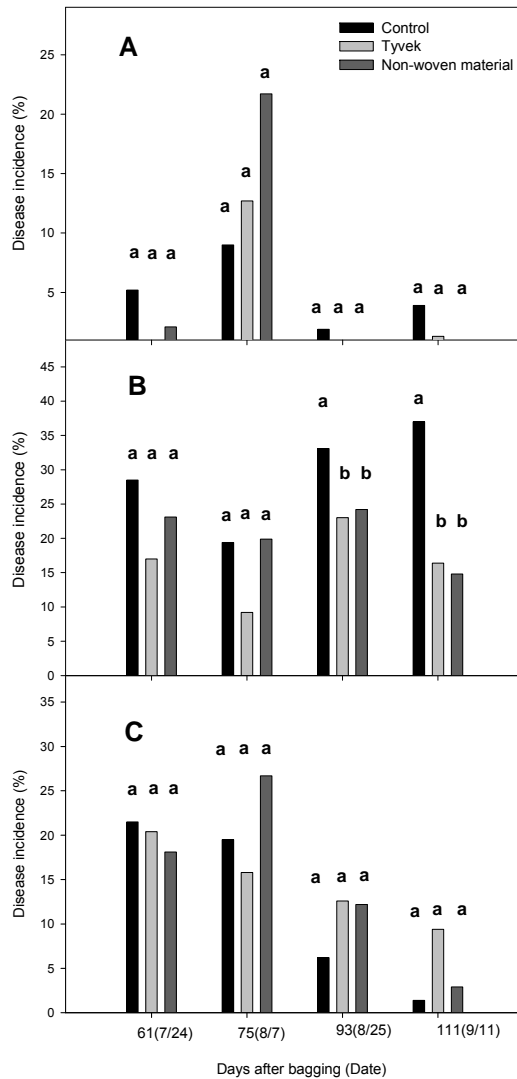 A
Control
Tyvek
Non-woven material
Disease incidence (%)
25
20
15
10
5
a a a
a a a
a a a
a a a
B
Disease incidence (%)
45
40
35
30
25
20
15
10
5
0
a a a
a a a
a b b
a b b
C
Disease incidence (%)
35
30
25
20
15
10
5
0
a a a
a a a
a a a
a a a
61(7/24) 75(8/7) 93(8/25) 111(9/11)
Days after bagging (Date)